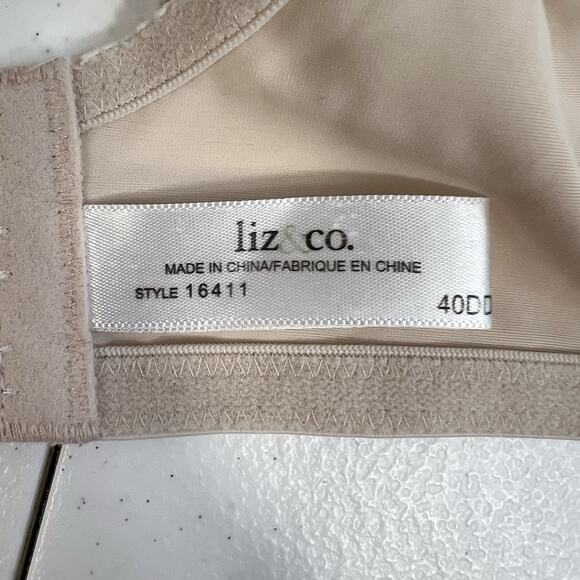 liz&co.
MADE IN CHINA/FABRIQUE EN CHINE
STYLE 16411
40DD